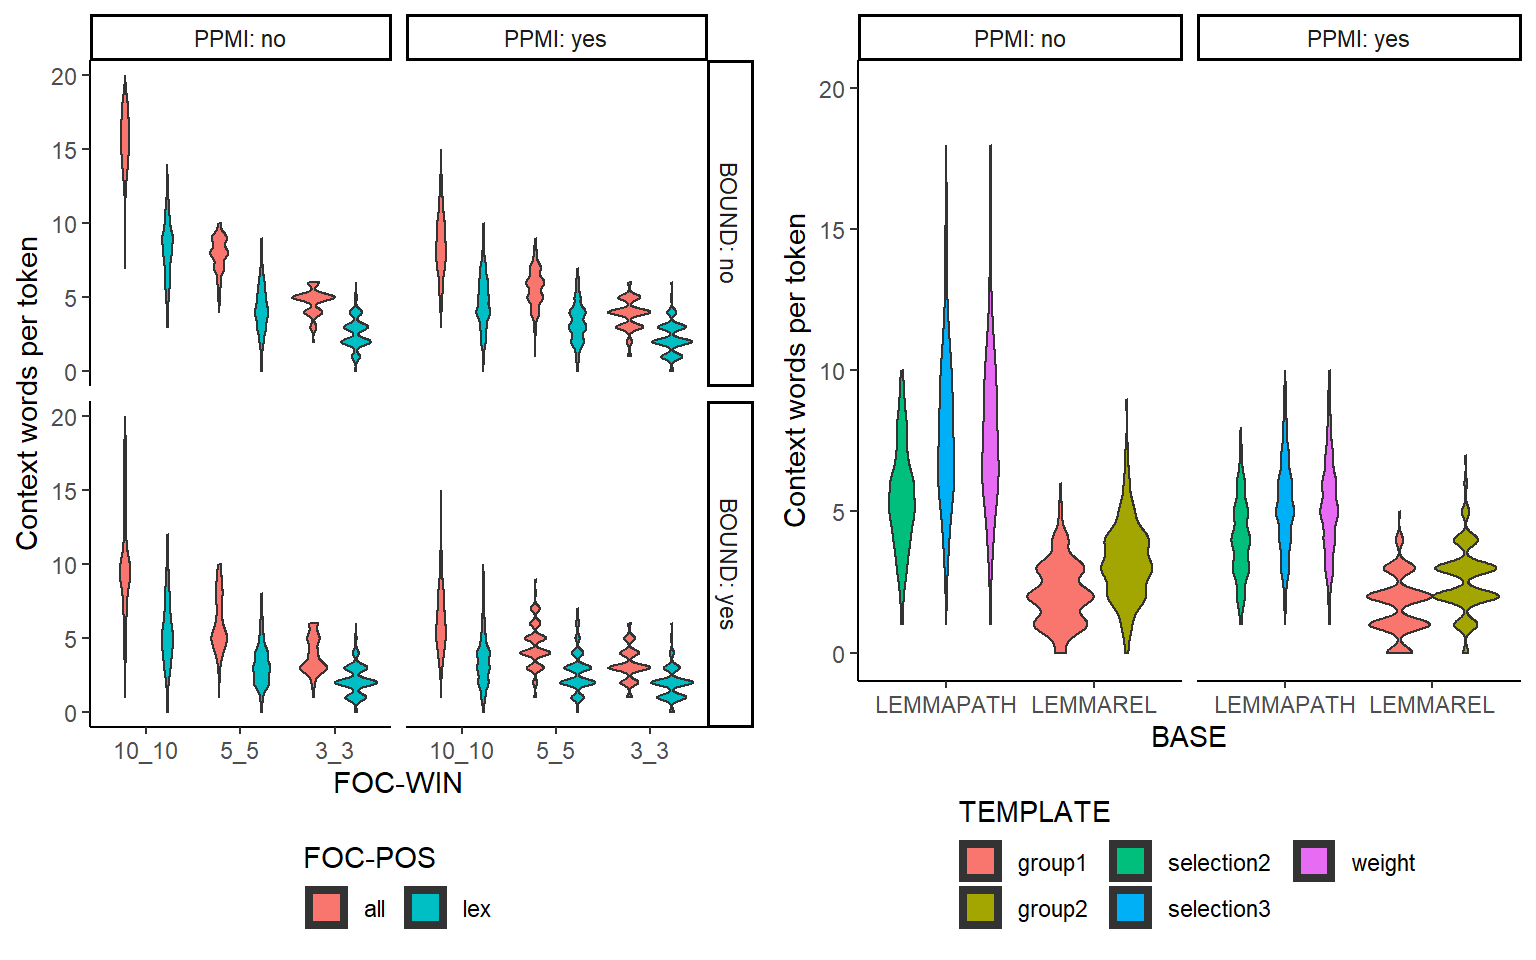 PPMI: no
PPMI: yes
20
15
10
5
0
BOUND: no
20
15
10
5
0
BOUND: yes
Context words per token
10_10
5_5
3_3
10_10
5_5
3_3
FOC-WIN
FOC-POS
all
lex
PPMI: no
PPMI: yes
20
15
10
5
0
Context words per token
LEMMAPATH
LEMMAREL
LEMMAPATH
LEMMAREL
BASE
TEMPLATE
group1
selection2
weight
group2
selection3